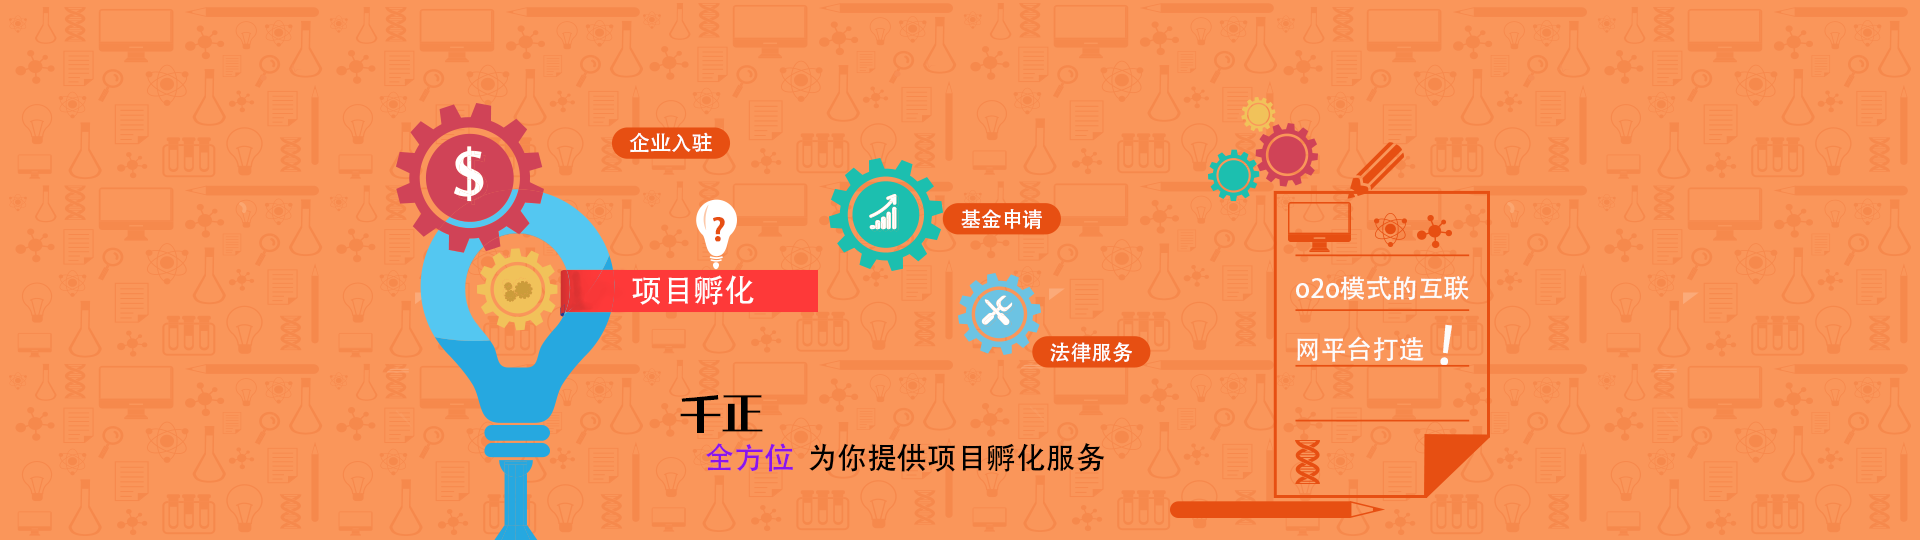 $
企业入驻
?
项目孵化
基金申请
法律服务
千正
全方位 为你提供项目孵化服务
o2o模式的互联
网平台打造!